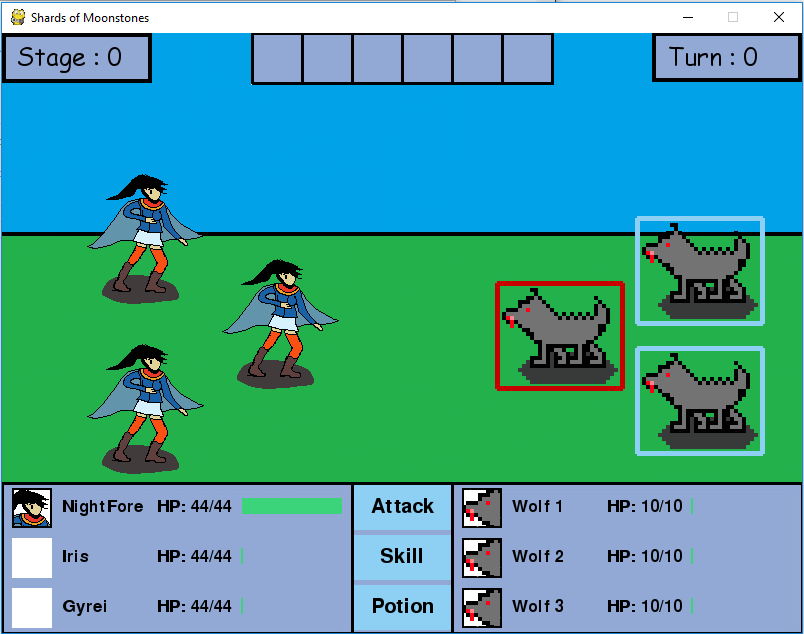 Shards of Moonstones
Stage : 0
Turn : 0
NightFore HP: 44/44
Iris HP: 44/44
Gyrei HP: 44/44
Attack
Skill
Potion
Wolf 1 HP: 10/10
Wolf 2 HP: 10/10
Wolf 3 HP: 10/10